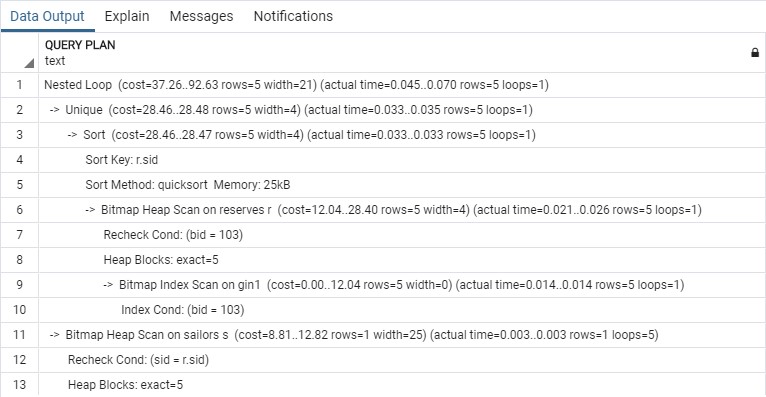 Data Output Explain Messages Notifications
QUERY PLAN
text
1 Nested Loop (cost=37.26..92.63 rows=5 width=21) (actual time=0.045..0.070 rows=5 loops=1)
2 -> Unique (cost=28.46..28.48 rows=5 width=4) (actual time=0.033..0.035 rows=5 loops=1)
3 -> Sort (cost=28.46..28.47 rows=5 width=4) (actual time=0.033..0.033 rows=5 loops=1)
4 Sort Key: r.sid
5 Sort Method: quicksort Memory: 25kB
6 -> Bitmap Heap Scan on reserves r (cost=12.04..28.40 rows=5 width=4) (actual time=0.021..0.026 rows=5 loops=1)
7 Recheck Cond: (bid = 103)
8 Heap Blocks: exact=5
9 -> Bitmap Index Scan on gin1 (cost=0.00..12.04 rows=5 width=0) (actual time=0.014..0.014 rows=5 loops=1)
10 Index Cond: (bid = 103)
11 -> Bitmap Heap Scan on sailors s (cost=8.81..12.82 rows=1 width=25) (actual time=0.003..0.003 rows=1 loops=5)
12 Recheck Cond: (sid = r.sid)
13 Heap Blocks: exact=5